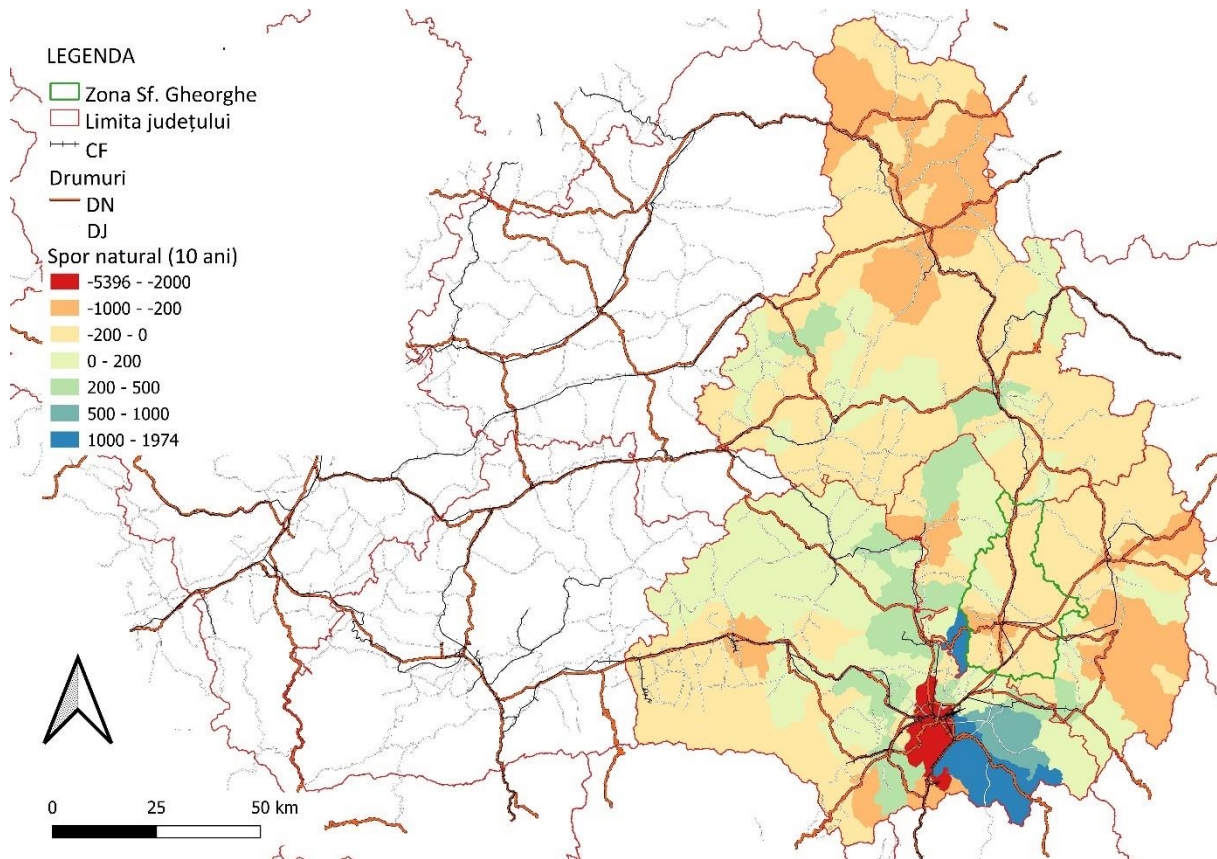 LEGENDA
Zona Sf. Gheorghe
Limita județului
CF
Drumuri
DN
DJ
Spor natural (10 ani)
-5396 - -2000
-1000 - -200
-200 - 0
0 - 200
200 - 500
500 - 1000
1000 - 1974
0 25 50 km